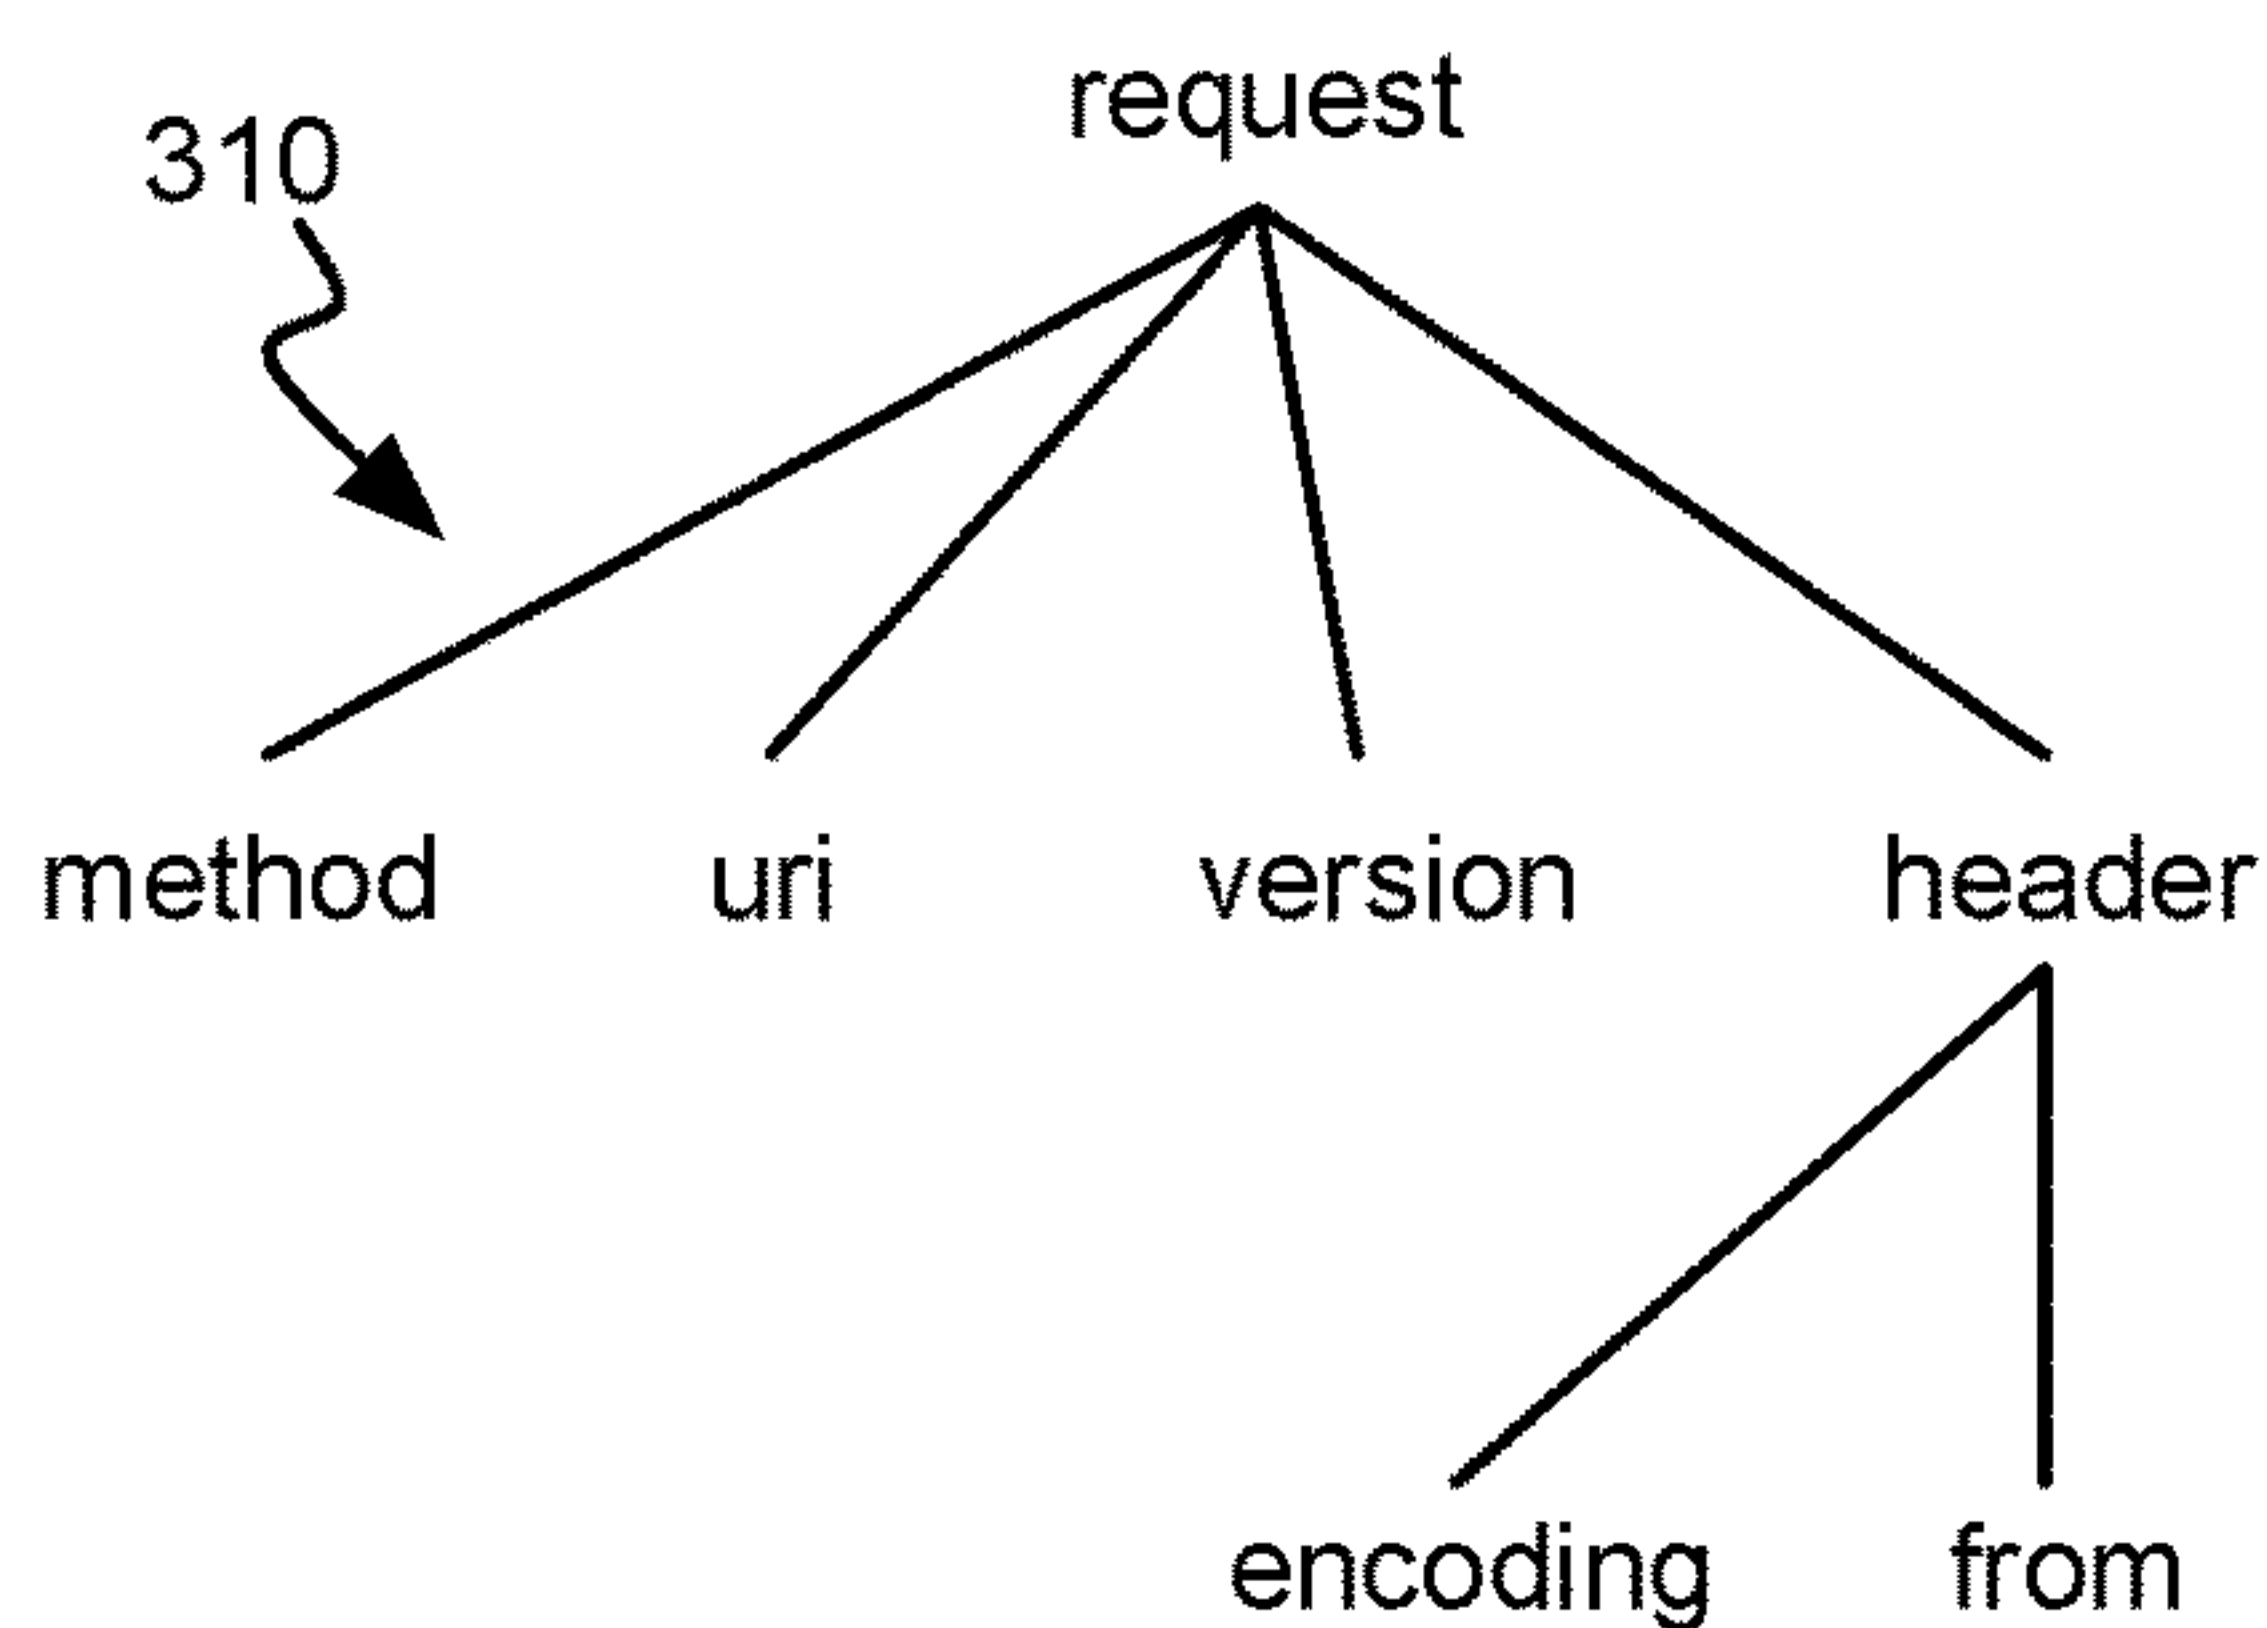 request
310
method uri version header
encoding from